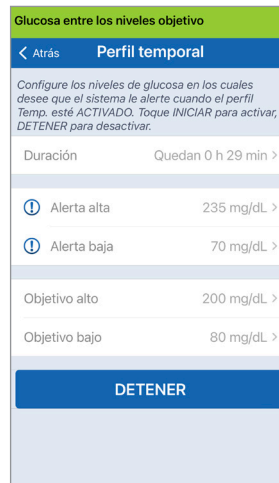 Glucosa entre los niveles objetivo
Atrás Perfil temporal
Configure los niveles de glucosa en los cuales
desee que el sistema le alerte cuando el perfil
Temp. esté ACTIVADO. Toque INICIAR para activar,
DETENER para desactivar.
Duración Quedan 0 h 29 min
Alerta alta 235 mg/dL
Alerta baja 70 mg/dL
Objetivo alto 200 mg/dL
Objetivo bajo 80 mg/dL
DETENER